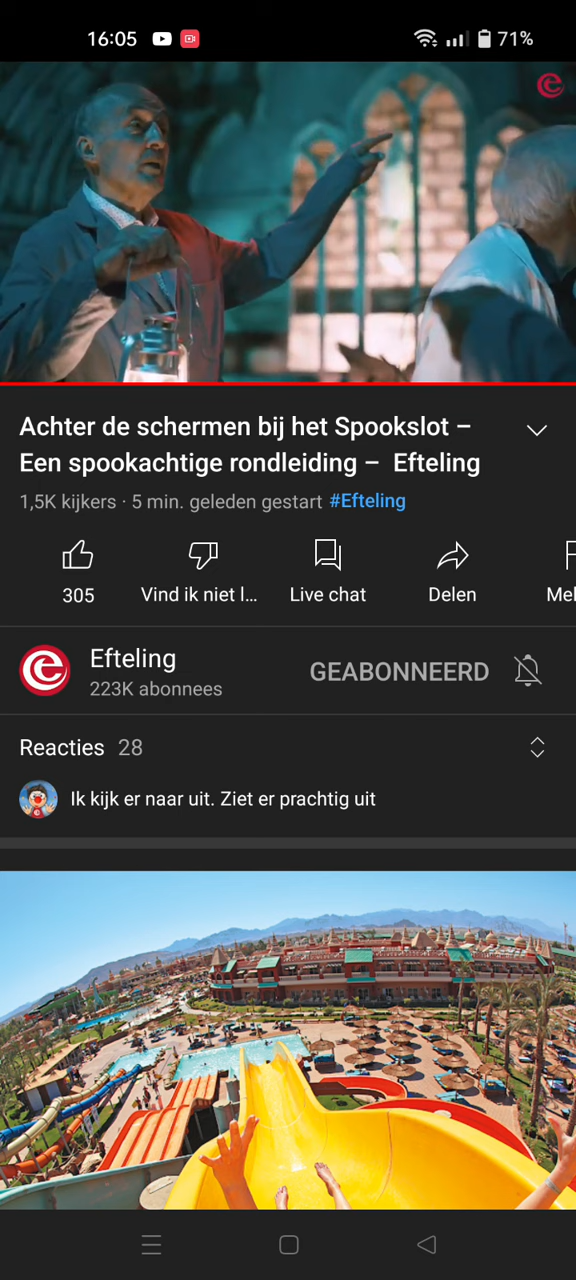 16:05
71%
Achter de schermen bij het Spookslot –
Een spookachtige rondleiding – Efteling
1,5K kijkers · 5 min. geleden gestart #Efteling
305
Vind ik niet l...
Live chat
Delen
Mel
Efteling
223K abonnees
GEABONNEERD
Reacties 28
Ik kijk er naar uit. Ziet er prachtig uit